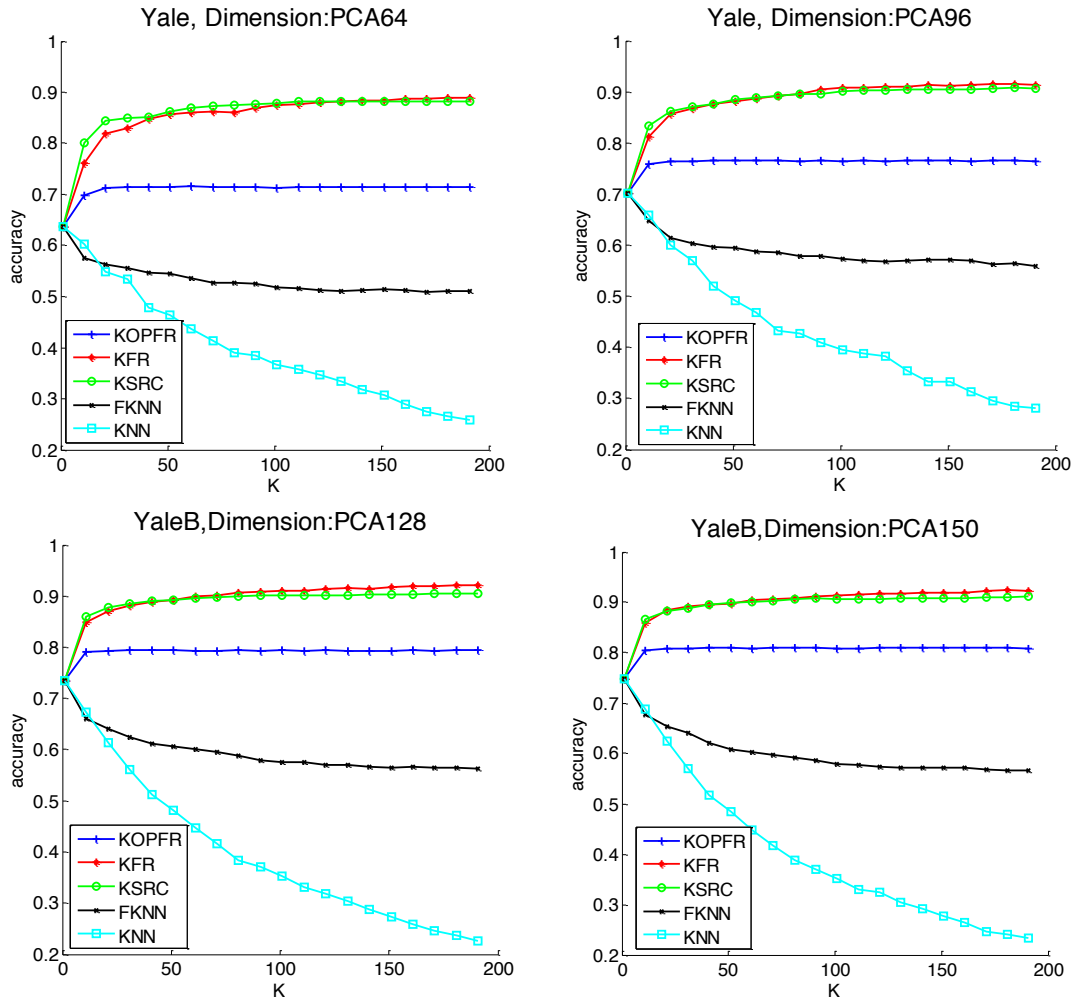 Yale, Dimension:PCA64
1
0.9
0.8
0.7
0.6
0.5
0.4
0.3
0.2
accuracy
KOPFR
KFR
KSRC
FKNN
KNN
0 50 100 150 200
K
Yale, Dimension:PCA96
1
0.9
0.8
0.7
0.6
0.5
0.4
0.3
0.2
accuracy
KOPFR
KFR
KSRC
FKNN
KNN
0 50 100 150 200
K
YaleB,Dimension:PCA128
1
0.9
0.8
0.7
0.6
0.5
0.4
0.3
0.2
accuracy
KOPFR
KFR
KSRC
FKNN
KNN
0 50 100 150 200
K
YaleB,Dimension:PCA150
1
0.9
0.8
0.7
0.6
0.5
0.4
0.3
0.2
accuracy
KOPFR
KFR
KSRC
FKNN
KNN
0 50 100 150 200
K